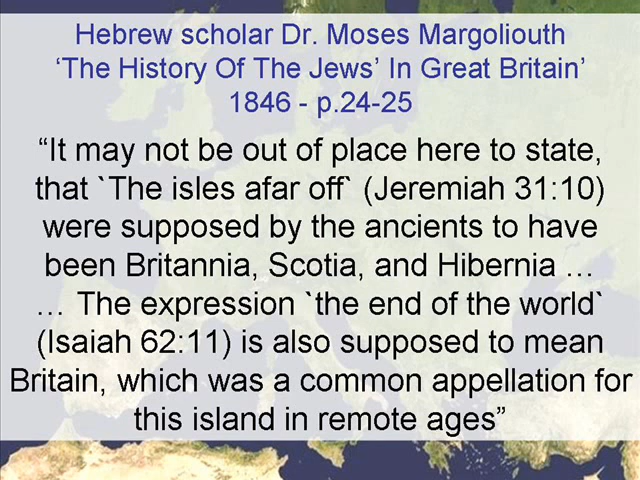 Hebrew scholar Dr. Moses Margoliouth
‘The History Of The Jews’ In Great Britain’
1846 - p.24-25
“It may not be out of place here to state,
that `The isles afar off` (Jeremiah 31:10)
were supposed by the ancients to have
been Britannia, Scotia, and Hibernia …
… The expression `the end of the world`
(Isaiah 62:11) is also supposed to mean
Britain, which was a common appellation for
this island in remote ages”